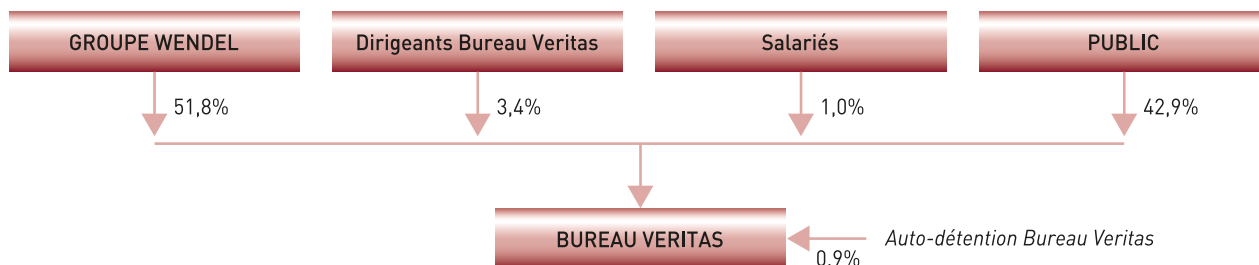 GROUPE WENDEL
Dirigeants Bureau Veritas
Salariés
PUBLIC
51,8%
3,4%
1,0%
42,9%
BUREAU VERITAS
Auto-détention Bureau Veritas
0,9%